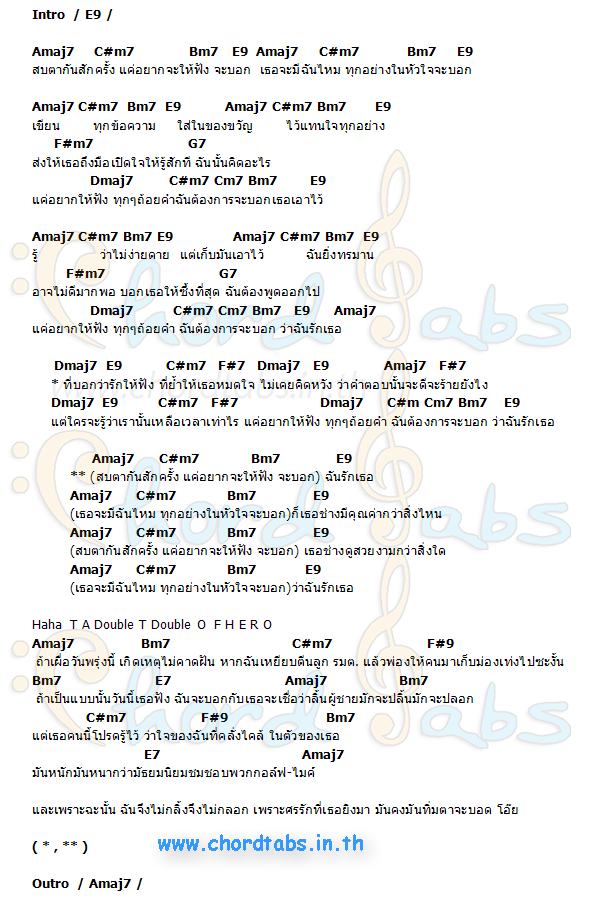 Intro / E9 /
Amaj7 C#m7 Bm7 E9 Amaj7 C#m7 Bm7 E9
สบตากันสักครั้ง แค่อยากจะให้ฟัง จะบอก เธอจะมีฉันไหม ทุกอย่างในหัวใจจะบอก
Amaj7 C#m7 Bm7 E9 Amaj7 C#m7 Bm7 E9
เขียน ทุกข้อความ ใส่ในของขวัญ ไว้แทนใจทุกอย่าง
F#m7 G7
ส่งให้เธอถึงมือเปิดใจให้รู้สักที ฉันนั้นคิดอะไร
Dmaj7 C#m7 Cm7 Bm7 E9
แค่อยากให้ฟัง ทุกๆถ้อยคำฉันต้องการจะบอกเธอเอาไว้
Amaj7 C#m7 Bm7 E9 Amaj7 C#m7 Bm7 E9
รู้ ว่าไม่ง่ายดาย แต่เก็บมันเอาไว้ ฉันยิ่งทรมาน
F#m7 G7
อาจไม่ดีมากพอ บอกเธอให้ซึ้งที่สุด ฉันต้องพูดออกไป
Dmaj7 C#m7 Cm7 Bm7 E9 Amaj7
แค่อยากให้ฟัง ทุกๆถ้อยคำ ฉันต้องการจะบอก ว่าฉันรักเธอ
Dmaj7 E9 C#m7 F#7 Dmaj7 E9 Amaj7 F#7
* ที่บอกว่ารักให้ฟัง ที่ย้ำให้เธอหมดใจ ไม่เคยคิดหวัง ว่าคำตอบนั้นจะดีจะร้ายยังไง
Dmaj7 E9 C#m7 F#7 Dmaj7 C#m Cm7 Bm7 E9
แต่ใครจะรู้ว่าเรานั้นเหลือเวลาเท่าไร แค่อยากให้ฟัง ทุกๆถ้อยคำ ฉันต้องการจะบอก ว่าฉันรักเธอ
Amaj7 C#m7 Bm7 E9
** (สบตากันสักครั้ง แค่อยากจะให้ฟัง จะบอก) ฉันรักเธอ
Amaj7 C#m7 Bm7 E9
(เธอจะมีฉันไหม ทุกอย่างในหัวใจจะบอก)ก็เธอช่างมีคุณค่ากว่าสิ่งไหน
Amaj7 C#m7 Bm7 E9
(สบตากันสักครั้ง แค่อยากจะให้ฟัง จะบอก) เธอช่างดูสวยงามกว่าสิ่งใด
Amaj7 C#m7 Bm7 E9
(เธอจะมีฉันไหม ทุกอย่างในหัวใจจะบอก)ว่าฉันรักเธอ
Haha T A Double T Double O F H E R O
Amaj7 Bm7 C#m7 F#9
ถ้าเผื่อวันพรุ่งนี้ เกิดเหตุไม่คาดฝัน หากฉันเหยียบตีนลูก รมต. แล้วพ่องให้คนมาเก็บม่องเท่งไปซะงั้น
Bm7 E7 Amaj7 Bm7
ถ้าเป็นแบบนั้นวันนี้เธอฟัง ฉันจะบอกกับเธอจะเชื่อว่าลิ้นผู้ชายมักจะปลิ้นมักจะปลอก
C#m7 F#9 Bm7
แต่เธอคนนี้โปรดรู้ไว้ ว่าใจของฉันที่คลั่งไคล้ ในตัวของเธอ
E7 Amaj7
มันหนักมันหนากว่ามัธยมนิยมชมชอบพวกกอล์ฟ-ไมค์
และเพราะฉะนั้น ฉันจึงไม่กลิ้งจึงไม่กลอก เพราะศรรักที่เธอยิงมา มันคงมันทิ่มตาจะบอด โอ๊ย
( * , ** )
www.chordtabs.in.th
Outro / Amaj7 /
Chord Tabs